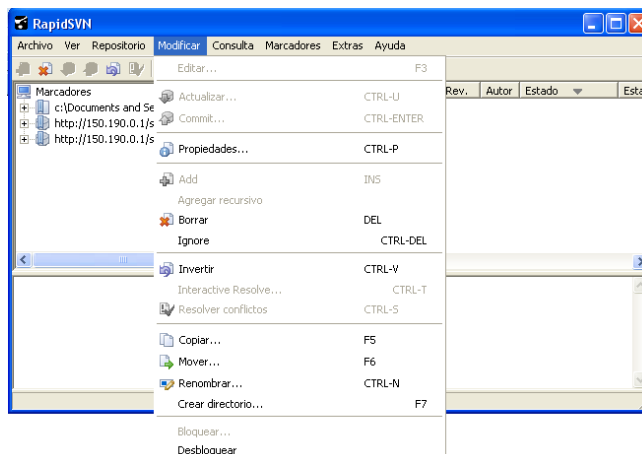 RapidSVN
Archivo Ver Repositorio Modificar Consulta Marcadores Extras Ayuda
Editar... F3
Marcadores Rev. Autor Estado Esta
c:\Documents and Se Actualizar... CTRL-U
http://150.190.0.1/s Commit... CTRL-ENTER
http://150.190.0.1/s
Propiedades... CTRL-P
Add INS
Agregar recursivo
Borrar DEL
Ignore CTRL-DEL
Invertir CTRL-V
Interactive Resolve... CTRL-T
Resolver conflictos CTRL-S
Copiar... F5
Mover... F6
Renombrar... CTRL-N
Crear directorio... F7
Bloquear...
Desbloquear